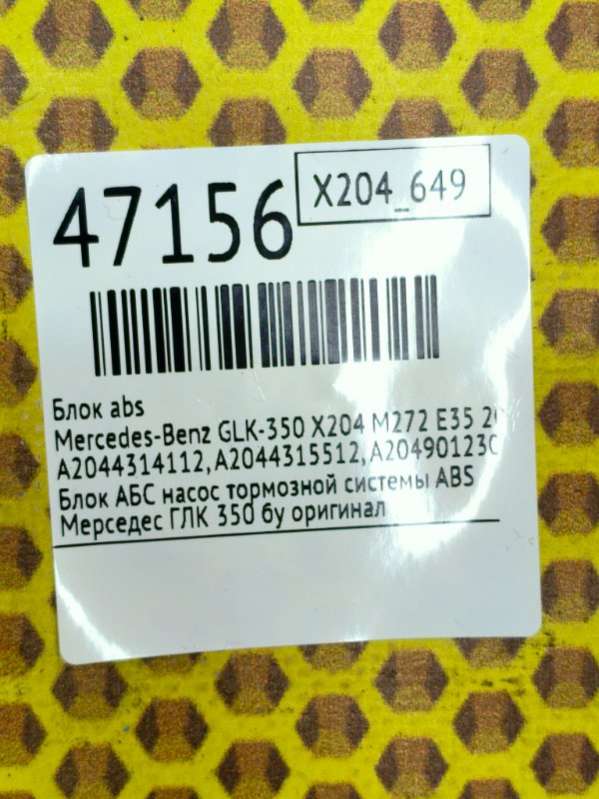 47156
X204_649
Блок abs
Mercedes-Benz GLK-350 X204 M272 E35
A2044314112, A2044315512, A20490123
Блок АБС насос тормозной системы ABS
Мерседес ГЛК 350 бу оригинал